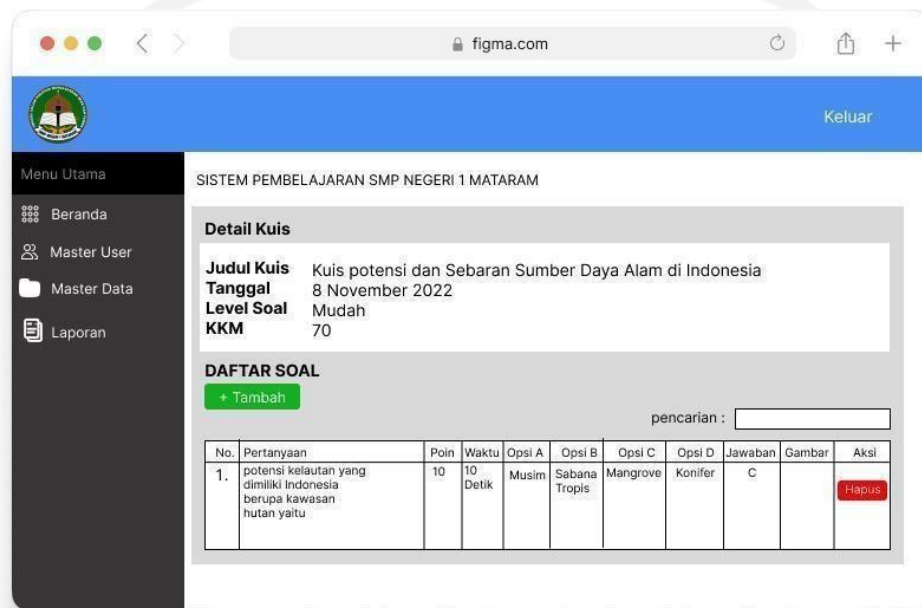 figma.com
Keluar
Menu Utama
Beranda
Master User
Master Data
Laporan
SISTEM PEMBELAJARAN SMP NEGERI 1 MATARAM
Detail Kuis
Judul Kuis Kuis potensi dan Sebaran Sumber Daya Alam di Indonesia
Tanggal 8 November 2022
Level Soal Mudah
KKM 70
DAFTAR SOAL
+ Tambah
pencarian :
No. Pertanyaan Poin Waktu Opsi A Opsi B Opsi C Opsi D Jawaban Gambar Aksi
1. potensi kelautan yang 10 10 Musim Sabana Mangrove Konifer C
dimiliki Indonesia Detik Tropis Hapus
berupa kawasan
hutan yaitu